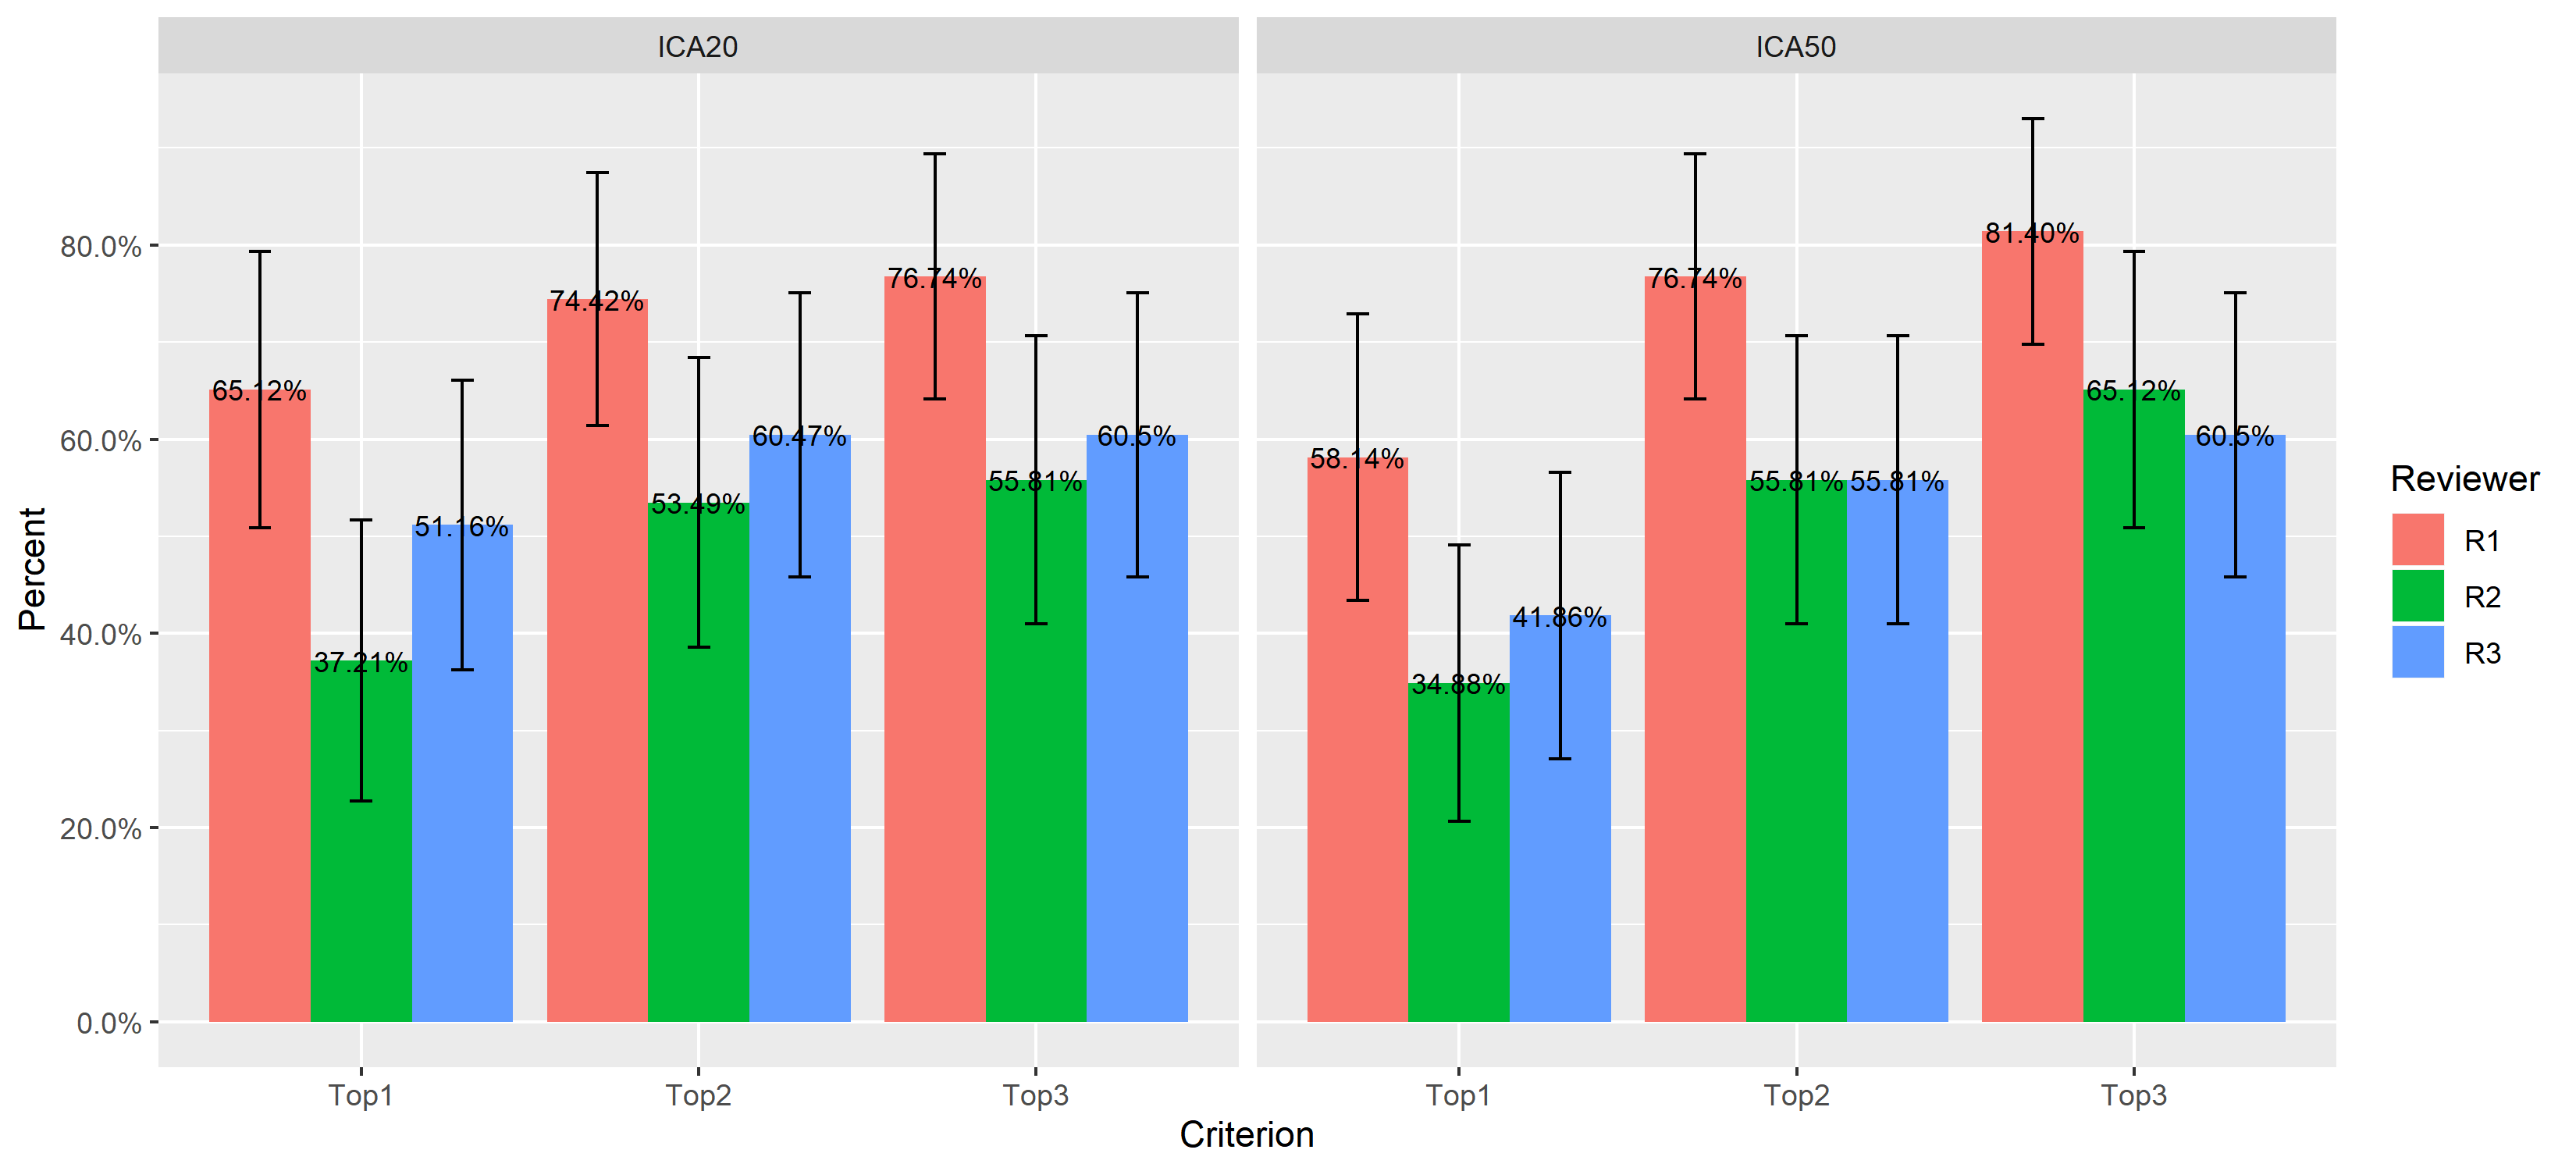 ICA20
ICA50
Percent
80.0%
60.0%
40.0%
20.0%
0.0%
65.12%
37.21%
51.16%
74.42%
53.49%
60.47%
76.74%
55.81%
60.5%
58.14%
34.88%
41.86%
76.74%
55.81%
55.81%
81.40%
65.12%
60.5%
Top1
Top2
Top3
Top1
Top2
Top3
Criterion
Reviewer
R1
R2
R3